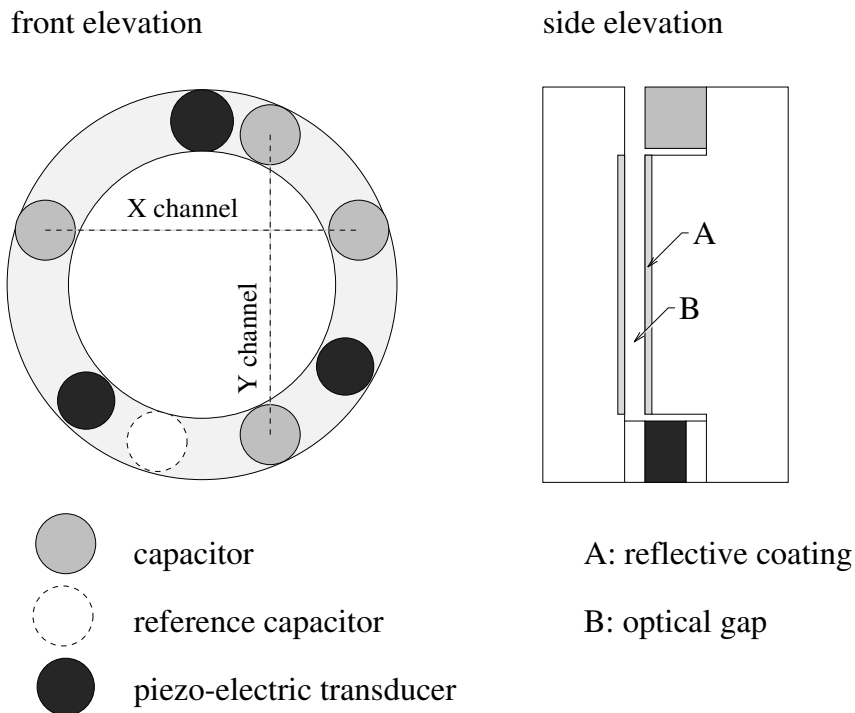 front elevation
side elevation
X channel
Y channel
A
B
capacitor
reference capacitor
piezo-electric transducer
A: reflective coating
B: optical gap